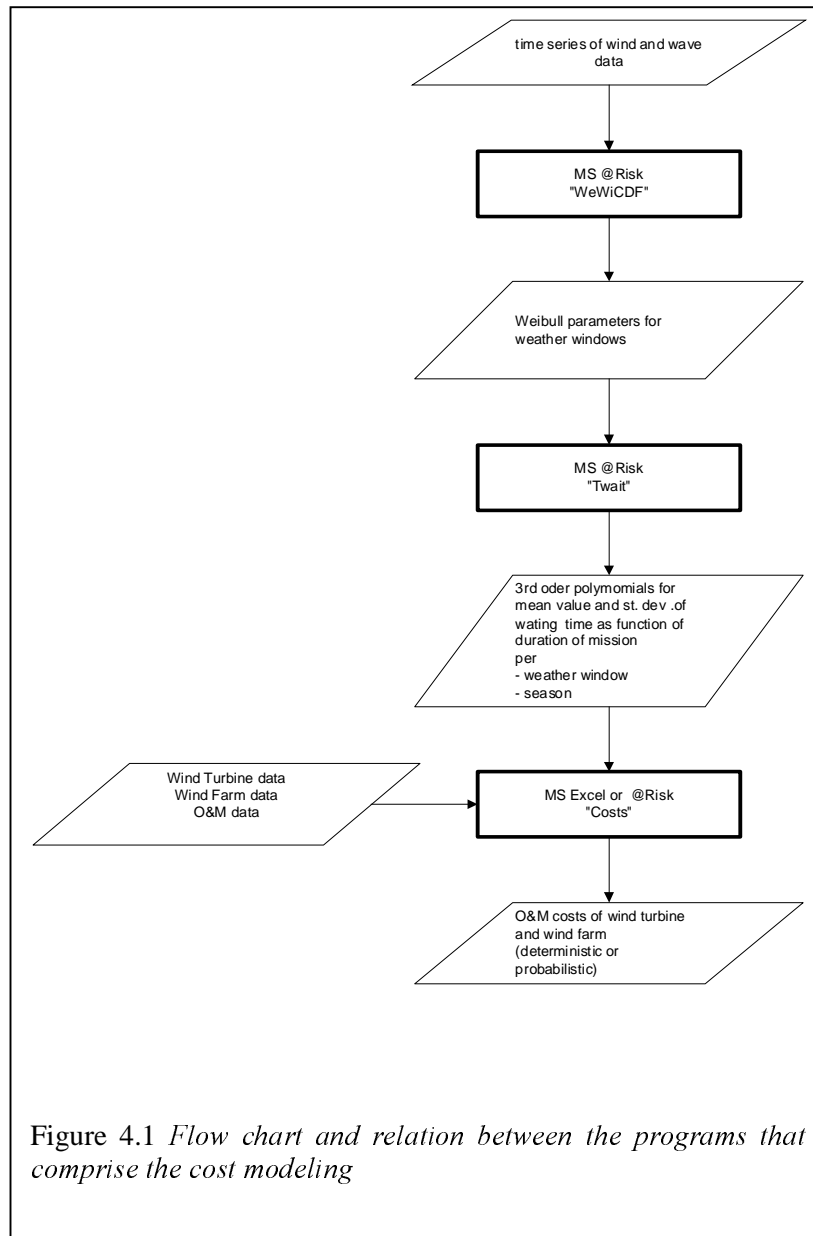 time series of wind and wave
data
MS @Risk
"WeWiCDF"
Weibull parameters for
weather windows
MS @Risk
"Twait"
3rd oder polymomials for
mean value and st. dev .of
wating time as function of
duration of mission
per
- weather window
- season
Wind Turbine data
Wind Farm data
O&M data
MS Excel or @Risk
"Costs"
O&M costs of wind turbine
and wind farm
(deterministic or
probabilistic)
Figure 4.1 Flow chart and relation between the programs that
comprise the cost modeling